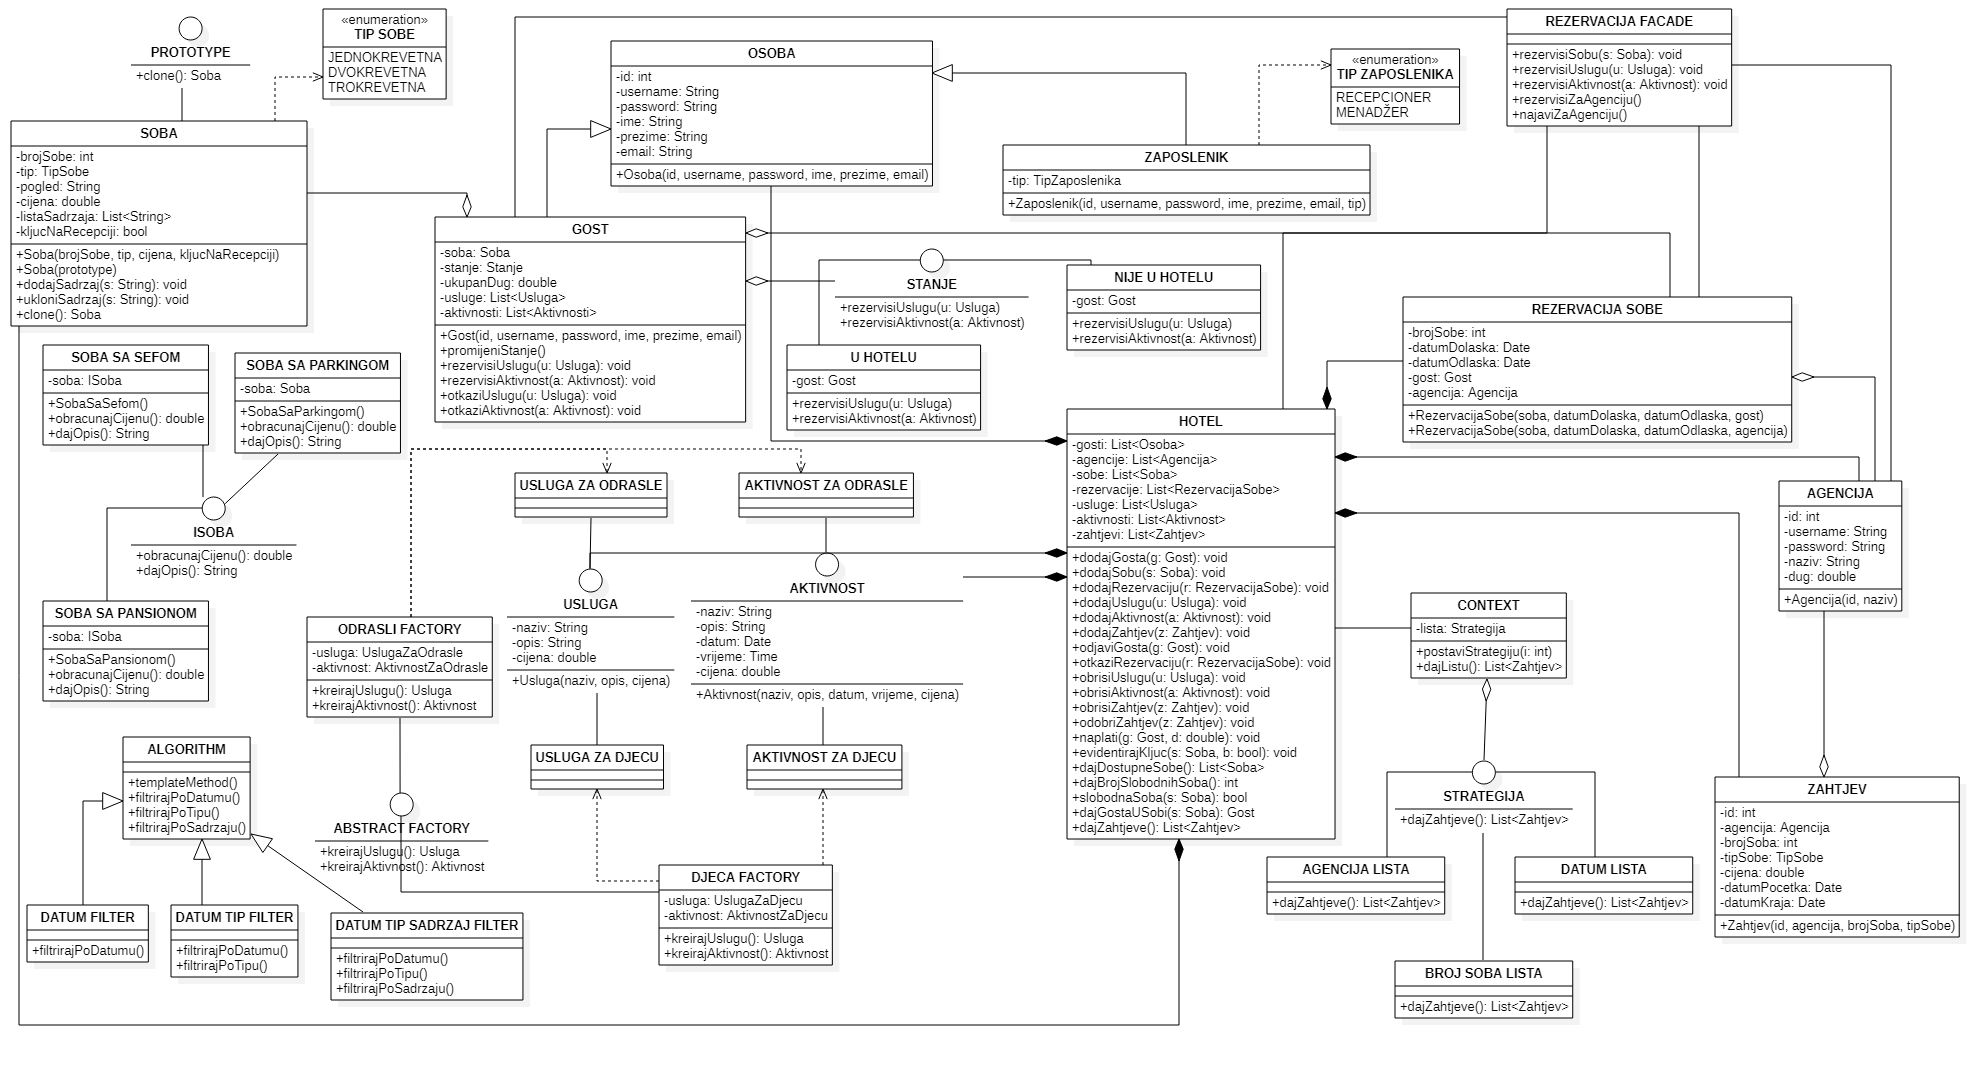 PROTOTYPE
+clone(): Soba
«enumeration»
TIP SOBE
JEDNOKREVETNA
DVOKREVETNA
TROKREVETNA
OSOBA
-id: int
-username: String
-password: String
-ime: String
-prezime: String
-email: String
+Osoba(id, username, password, ime, prezime, email)
«enumeration»
TIP ZAPOSLENIKA
RECEPCIONER
MENADŽER
REZERVACIJA FACADE
+rezervisiSobu(s: Soba): void
+rezervisiUslugu(u: Usluga): void
+rezervisiAktivnost(a: Aktivnost): void
+rezervisiZaAgenciju()
+najaviZaAgenciju()
SOBA
-brojSobe: int
-tip: TipSobe
-pogled: String
-cijena: double
-listaSadrzaja: List<String>
-kljucNaRecepciji: bool
+Soba(brojSobe, tip, cijena, kljucNaRecepciji)
+Soba(prototype)
+dodajSadrzaj(s: String): void
+ukloniSadrzaj(s: String): void
+clone(): Soba
ZAPOSLENIK
-tip: TipZaposlenika
+Zaposlenik(id, username, password, ime, prezime, email, tip)
GOST
-soba: Soba
-stanje: Stanje
-ukupanDug: double
-usluge: List<Usluga>
-aktivnosti: List<Aktivnosti>
+Gost(id, username, password, ime, prezime, email)
+promijeniStanje()
+rezervisiUslugu(u: Usluga): void
+rezervisiAktivnost(a: Aktivnost): void
+otkaziUslugu(u: Usluga): void
+otkaziAktivnost(a: Aktivnost): void
STANJE
+rezervisiUslugu(u: Usluga)
+rezervisiAktivnost(a: Aktivnost)
NIJE U HOTELU
-gost: Gost
+rezervisiUslugu(u: Usluga)
+rezervisiAktivnost(a: Aktivnost)
U HOTELU
-gost: Gost
+rezervisiUslugu(u: Usluga)
+rezervisiAktivnost(a: Aktivnost)
REZERVACIJA SOBE
-brojSobe: int
-datumDolaska: Date
-datumOdlaska: Date
-gost: Gost
-agencija: Agencija
+RezervacijaSobe(soba, datumDolaska, datumOdlaska, gost)
+RezervacijaSobe(soba, datumDolaska, datumOdlaska, agencija)
SOBA SA SEFOM
-soba: ISoba
+SobaSaSefom()
+obracunajCijenu(): double
+dajOpis(): String
SOBA SA PARKINGOM
-soba: Soba
+SobaSaParkingom()
+obracunajCijenu(): double
+dajOpis(): String
ISOBA
+obracunajCijenu(): double
+dajOpis(): String
SOBA SA PANSIONOM
-soba: ISoba
+SobaSaPansionom()
+obracunajCijenu(): double
+dajOpis(): String
USLUGA ZA ODRASLE
AKTIVNOST ZA ODRASLE
HOTEL
-gosti: List<Osoba>
-agencije: List<Agencija>
-sobe: List<Soba>
-rezervacije: List<RezervacijaSobe>
-usluge: List<Usluga>
-aktivnosti: List<Aktivnost>
-zahtjevi: List<Zahtjev>
+dodajGosta(g: Gost): void
+dodajSobu(s: Soba): void
+dodajRezervaciju(r: RezervacijaSobe): void
+dodajUslugu(u: Usluga): void
+dodajAktivnost(a: Aktivnost): void
+dodajZahtjev(z: Zahtjev): void
+odjaviGosta(g: Gost): void
+otkaziRezervaciju(r: RezervacijaSobe): void
+obrisiUslugu(u: Usluga): void
+obrisiAktivnost(a: Aktivnost): void
+obrisiZahtjev(z: Zahtjev): void
+odobriZahtjev(z: Zahtjev): void
+naplati(g: Gost, d: double): void
+evidentirajKljuc(s: Soba, b: bool): void
+dajDostupneSobe(): List<Soba>
+dajBrojSlobodnihSoba(): int
+slobodnaSoba(s: Soba): bool
+dajGostaUSobi(s: Soba): Gost
+dajZahtjeve(): List<Zahtjev>
AGENCIJA
-id: int
-username: String
-password: String
-naziv: String
-dug: double
+Agencija(id, naziv)
USLUGA
-naziv: String
-opis: String
-cijena: double
+Usluga(naziv, opis, cijena)
AKTIVNOST
-naziv: String
-opis: String
-datum: Date
-vrijeme: Time
-cijena: double
+Aktivnost(naziv, opis, datum, vrijeme, cijena)
ODRASLI FACTORY
-usluga: UslugaZaOdrasle
-aktivnost: AktivnostZaOdrasle
+kreirajUslugu(): Usluga
+kreirajAktivnost(): Aktivnost
CONTEXT
-lista: Strategija
+postaviStrategiju(i: int)
+dajListu(): List<Zahtjev>
ALGORITHM
+templateMethod()
+filtrirajPoDatumu()
+filtrirajPoTipu()
+filtrirajPoSadrzaju()
USLUGA ZA DJECU
AKTIVNOST ZA DJECU
ABSTRACT FACTORY
+kreirajUslugu(): Usluga
+kreirajAktivnost(): Aktivnost
STRATEGIJA
+dajZahtjeve(): List<Zahtjev>
ZAHTJEV
-id: int
-agencija: Agencija
-brojSoba: int
-tipSobe: TipSobe
-cijena: double
-datumPocetka: Date
-datumKraja: Date
+Zahtjev(id, agencija, brojSoba, tipSobe)
DJECA FACTORY
-usluga: UslugaZaDjecu
-aktivnost: AktivnostZaDjecu
+kreirajUslugu(): Usluga
+kreirajAktivnost(): Aktivnost
AGENCIJA LISTA
+dajZahtjeve(): List<Zahtjev>
DATUM LISTA
+dajZahtjeve(): List<Zahtjev>
DATUM FILTER
+filtrirajPoDatumu()
DATUM TIP FILTER
+filtrirajPoDatumu()
+filtrirajPoTipu()
DATUM TIP SADRZAJ FILTER
+filtrirajPoDatumu()
+filtrirajPoTipu()
+filtrirajPoSadrzaju()
BROJ SOBA LISTA
+dajZahtjeve(): List<Zahtjev>